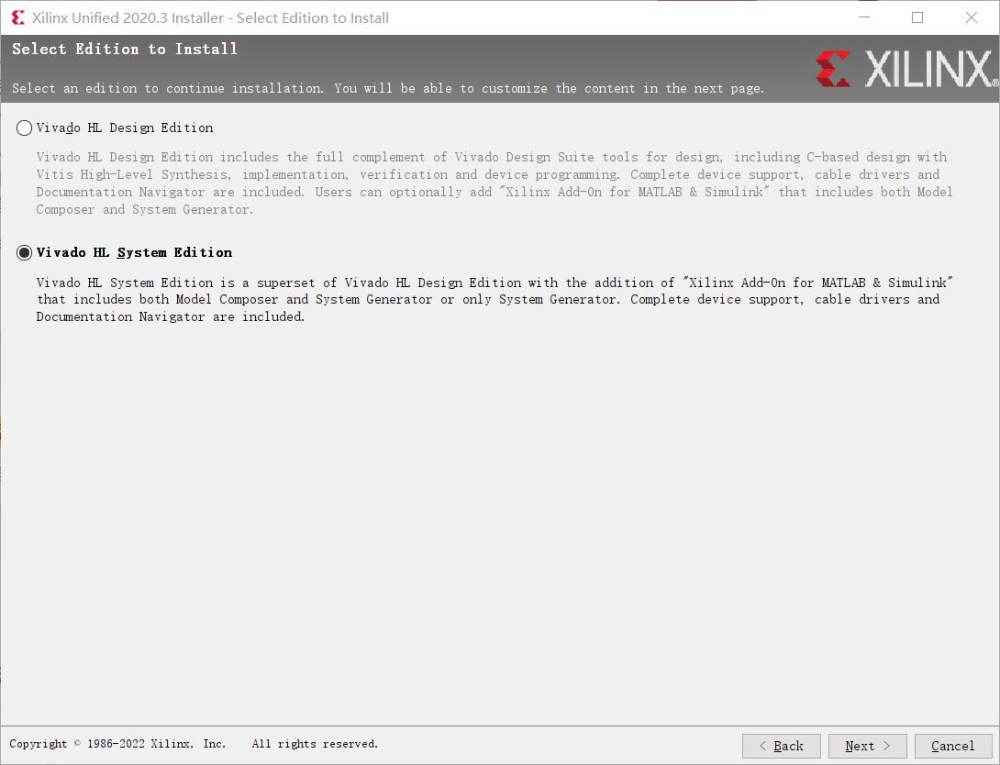 Xilinx Unified 2020.3 Installer - Select Edition to Install
Select Edition to Install
XILINX®
Select an edition to continue installation. You will be able to customize the content in the next page.
Vivado HL Design Edition
Vivado HL Design Edition includes the full complement of Vivado Design Suite tools for design, including C-based design with
Vitis High-Level Synthesis, implementation, verification and device programming. Complete device support, cable drivers and
Documentation Navigator are included. Users can optionally add "Xilinx Add-On for MATLAB & Simulink" that includes both Model
Composer and System Generator.
Vivado HL System Edition
Vivado HL System Edition is a superset of Vivado HL Design Edition with the addition of "Xilinx Add-On for MATLAB & Simulink"
that includes both Model Composer and System Generator or only System Generator. Complete device support, cable drivers and
Documentation Navigator are included.
Copyright © 1986-2022 Xilinx, Inc. All rights reserved.
< Back
Next >
Cancel